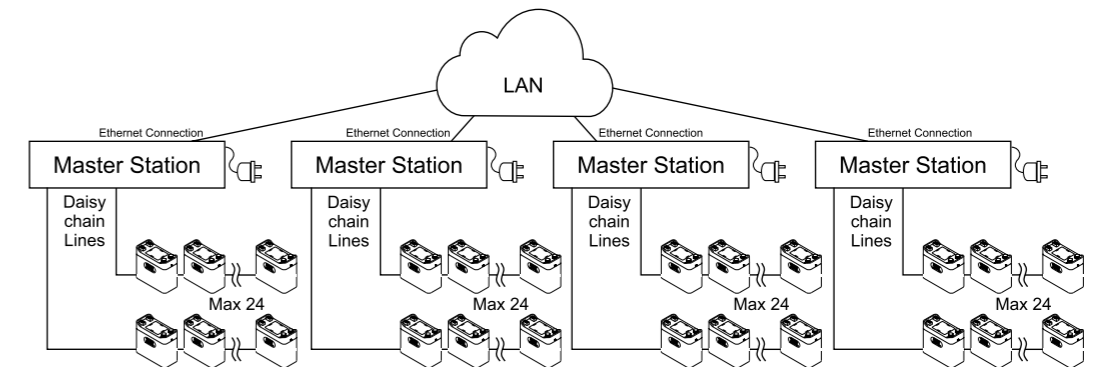 LAN
Ethernet Connection
Ethernet Connection
Ethernet Connection
Ethernet Connection
Master Station
Master Station
Master Station
Master Station
Daisy
chain
Lines
Daisy
chain
Lines
Daisy
chain
Lines
Daisy
chain
Lines
Max 24
Max 24
Max 24
Max 24